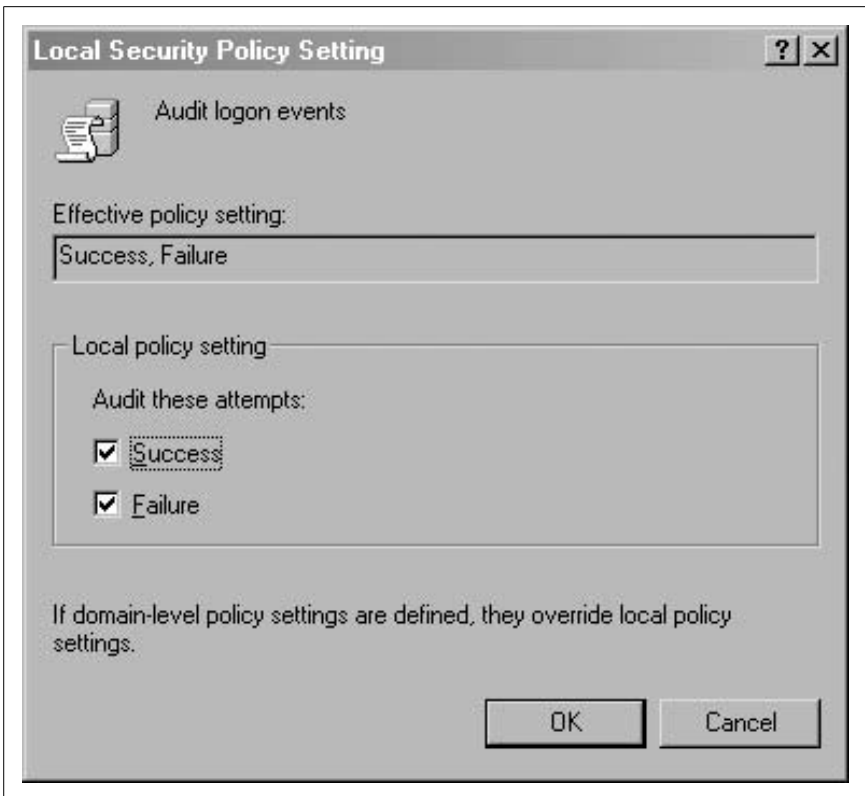 Local Security Policy Setting
Audit logon events
Effective policy setting:
Success, Failure
Local policy setting
Audit these attempts:
Success
Failure
If domain-level policy settings are defined, they override local policy
settings.
OK Cancel